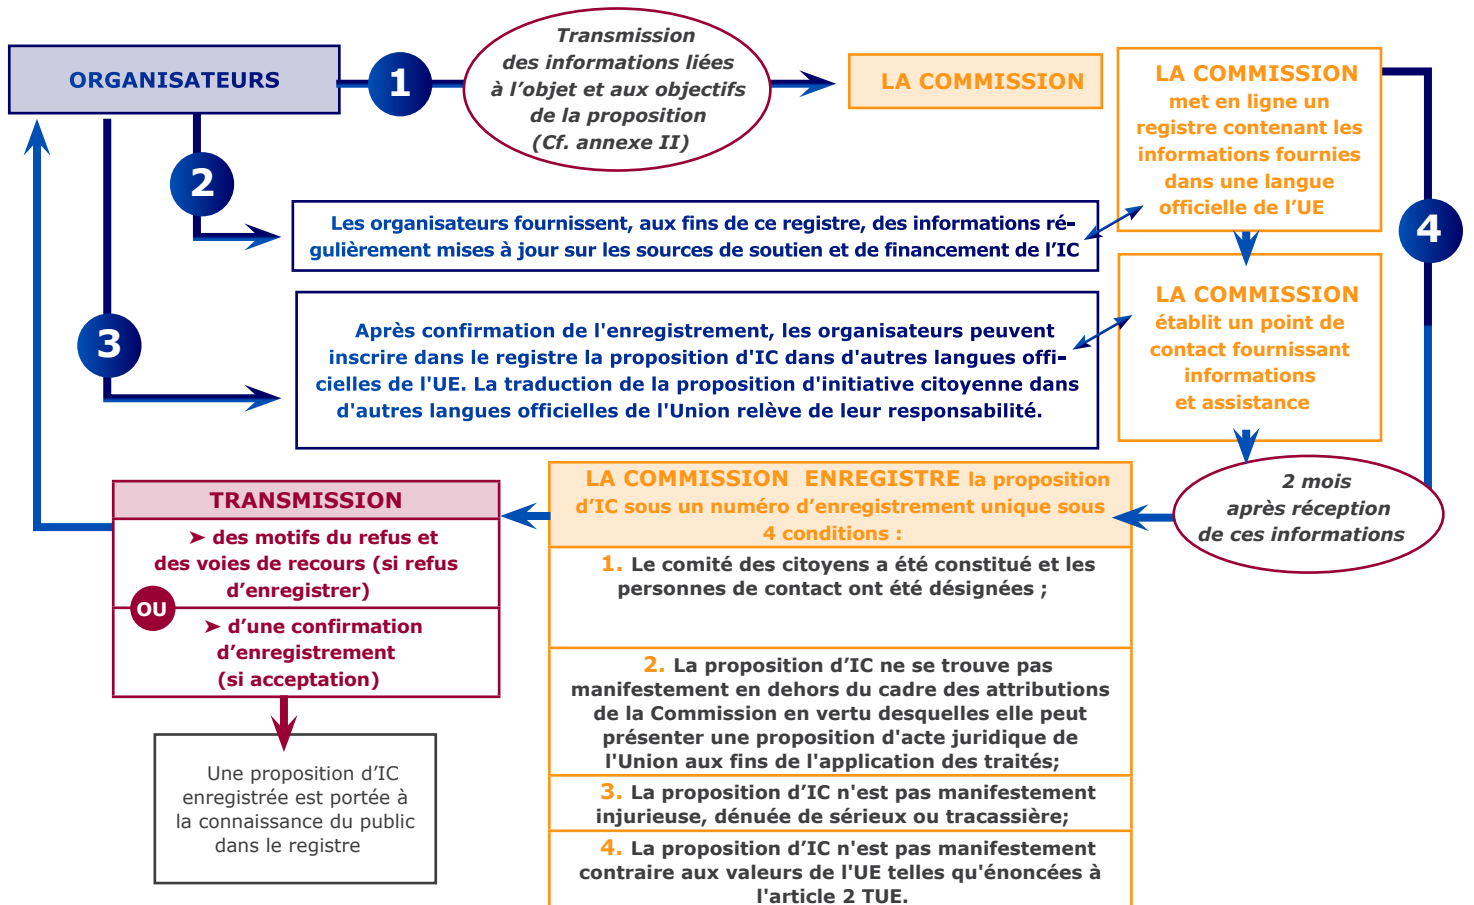 ORGANISATEURS
1
Transmission
des informations liées
à l’objet et aux objectifs
de la proposition
(Cf. annexe II)
LA COMMISSION
LA COMMISSION
met en ligne un
registre contenant les
informations fournies
dans une langue
officielle de l’UE
2
Les organisateurs fournissent, aux fins de ce registre, des informations ré-
gulièrement mises à jour sur les sources de soutien et de financement de l’IC
4
3
Après confirmation de l'enregistrement, les organisateurs peuvent
inscrire dans le registre la proposition d'IC dans d'autres langues offi-
cielles de l'UE. La traduction de la proposition d'initiative citoyenne dans
d'autres langues officielles de l'Union relève de leur responsabilité.
LA COMMISSION
établit un point de
contact fournissant
informations
et assistance
2 mois
après réception
de ces informations
LA COMMISSION ENREGISTRE la proposition
d’IC sous un numéro d’enregistrement unique sous
4 conditions :
1. Le comité des citoyens a été constitué et les
personnes de contact ont été désignées ;
2. La proposition d’IC ne se trouve pas
manifestement en dehors du cadre des attributions
de la Commission en vertu desquelles elle peut
présenter une proposition d'acte juridique de
l'Union aux fins de l'application des traités;
3. La proposition d’IC n'est pas manifestement
injurieuse, dénuée de sérieux ou tracassière;
4. La proposition d’IC n'est pas manifestement
contraire aux valeurs de l'UE telles qu'énoncées à
l'article 2 TUE.
TRANSMISSION
➤ des motifs du refus et
des voies de recours (si refus
d’enregistrer)
OU
➤ d’une confirmation
d’enregistrement
(si acceptation)
Une proposition d’IC
enregistrée est portée à
la connaissance du public
dans le registre